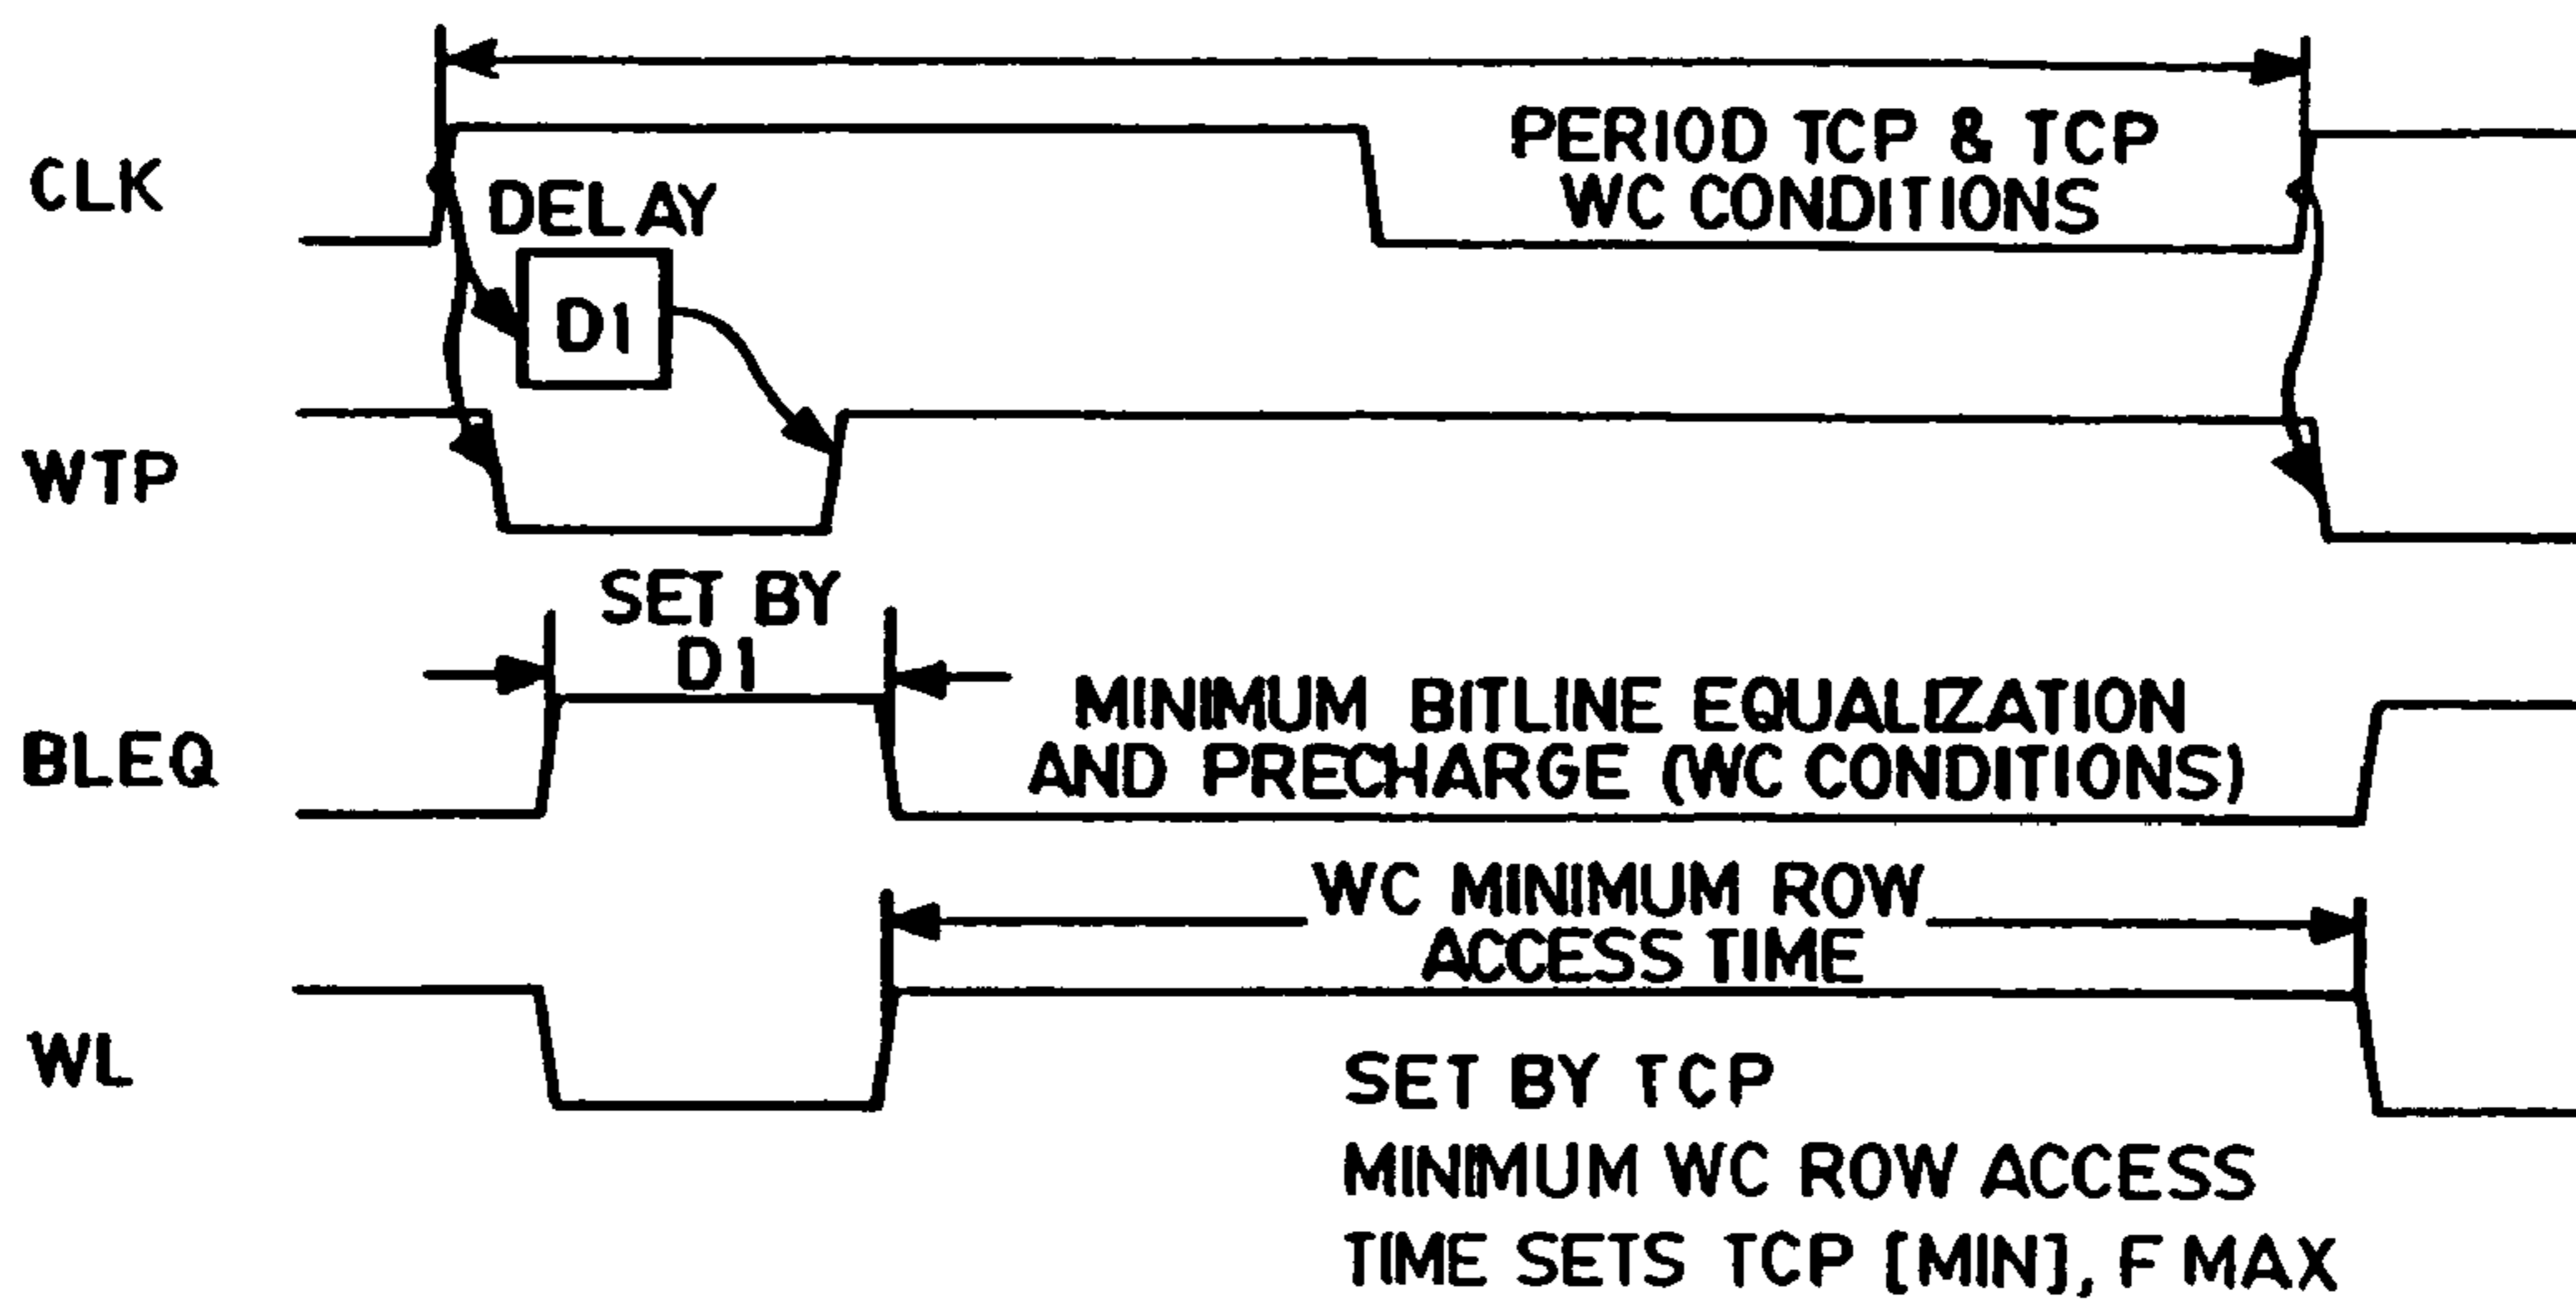 PERIOD TCP & TCP
WC CONDITIONS
CLK
DELAY
D1
WTP
SET BY
D1
BLEQ
MINIMUM BITLINE EQUALIZATION
AND PRECHARGE (WC CONDITIONS)
WC MINIMUM ROW
ACCESS TIME
WL
SET BY TCP
MINIMUM WC ROW ACCESS
TIME SETS TCP [MIN], F MAX